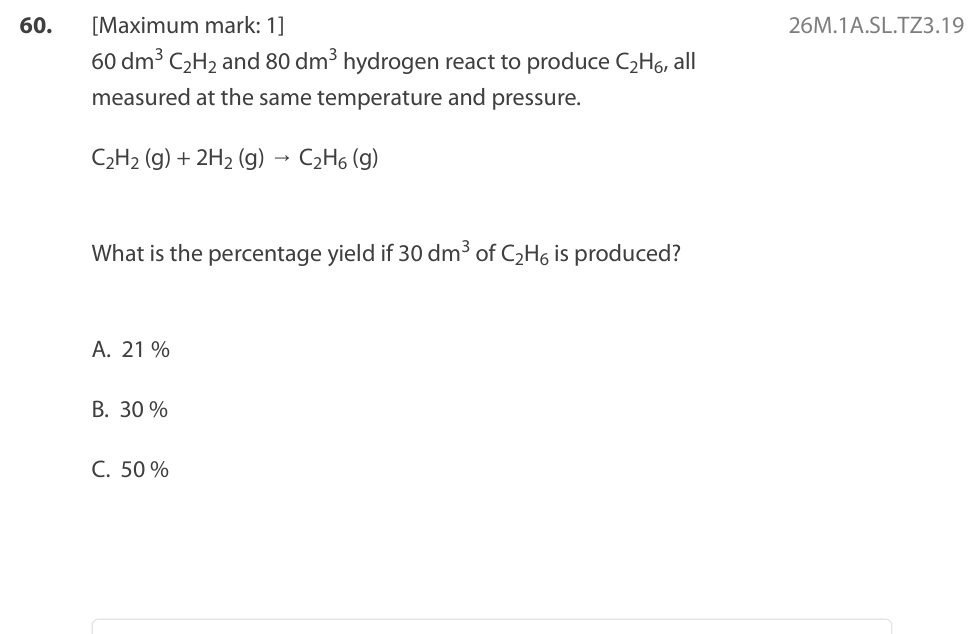 60. [Maximum mark: 1] 26M.1A.SL.TZ3.19
60 dm³ C₂H₂ and 80 dm³ hydrogen react to produce C₂H₆, all
measured at the same temperature and pressure.
C₂H₂ (g) + 2H₂ (g) → C₂H₆ (g)
What is the percentage yield if 30 dm³ of C₂H₆ is produced?
A. 21 %
B. 30 %
C. 50 %